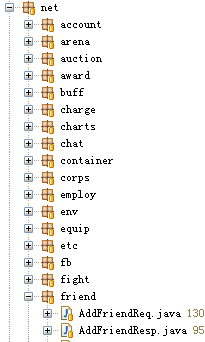 net
account
arena
auction
award
buff
charge
charts
chat
container
corps
employ
env
equip
etc
fb
fight
friend
AddFriendReq.java 130
AddFriendResp.java 95